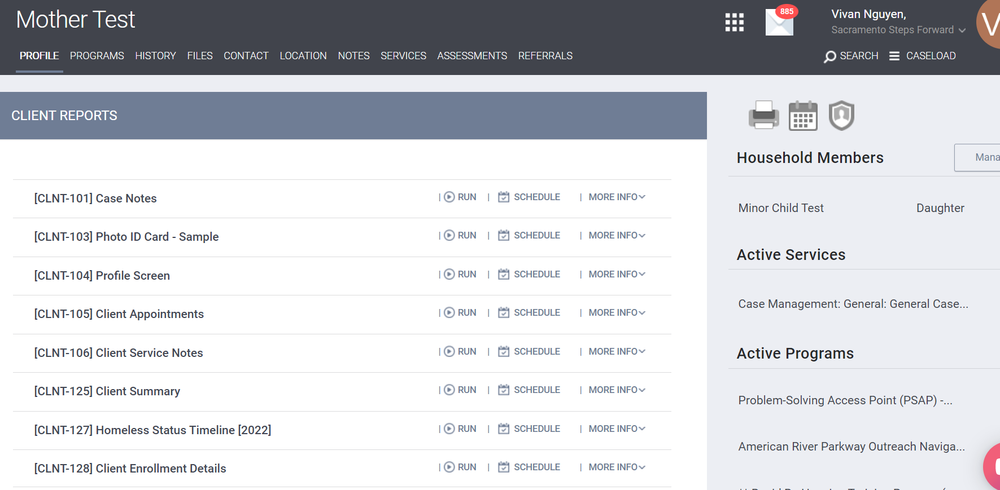 Mother Test
885
Vivan Nguyen,
Sacramento Steps Forward
V
PROFILE PROGRAMS HISTORY FILES CONTACT LOCATION NOTES SERVICES ASSESSMENTS REFERRALS
SEARCH CASELOAD
CLIENT REPORTS
[CLNT-101] Case Notes | RUN | SCHEDULE | MORE INFO
[CLNT-103] Photo ID Card - Sample | RUN | SCHEDULE | MORE INFO
[CLNT-104] Profile Screen | RUN | SCHEDULE | MORE INFO
[CLNT-105] Client Appointments | RUN | SCHEDULE | MORE INFO
[CLNT-106] Client Service Notes | RUN | SCHEDULE | MORE INFO
[CLNT-125] Client Summary | RUN | SCHEDULE | MORE INFO
[CLNT-127] Homeless Status Timeline [2022] | RUN | SCHEDULE | MORE INFO
[CLNT-128] Client Enrollment Details | RUN | SCHEDULE | MORE INFO
Household Members
Mana
Minor Child Test Daughter
Active Services
Case Management: General: General Case...
Active Programs
Problem-Solving Access Point (PSAP) -...
American River Parkway Outreach Naviga...